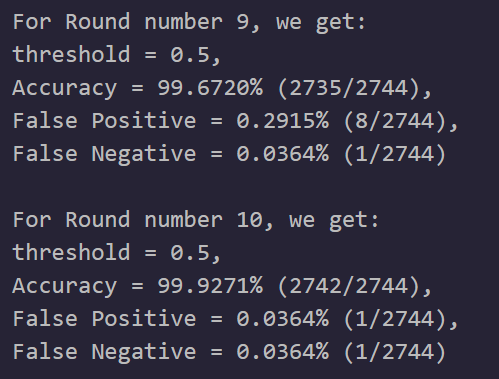 For Round number 9, we get:
threshold = 0.5,
Accuracy = 99.6720% (2735/2744),
False Positive = 0.2915% (8/2744),
False Negative = 0.0364% (1/2744)
For Round number 10, we get:
threshold = 0.5,
Accuracy = 99.9271% (2742/2744),
False Positive = 0.0364% (1/2744),
False Negative = 0.0364% (1/2744)